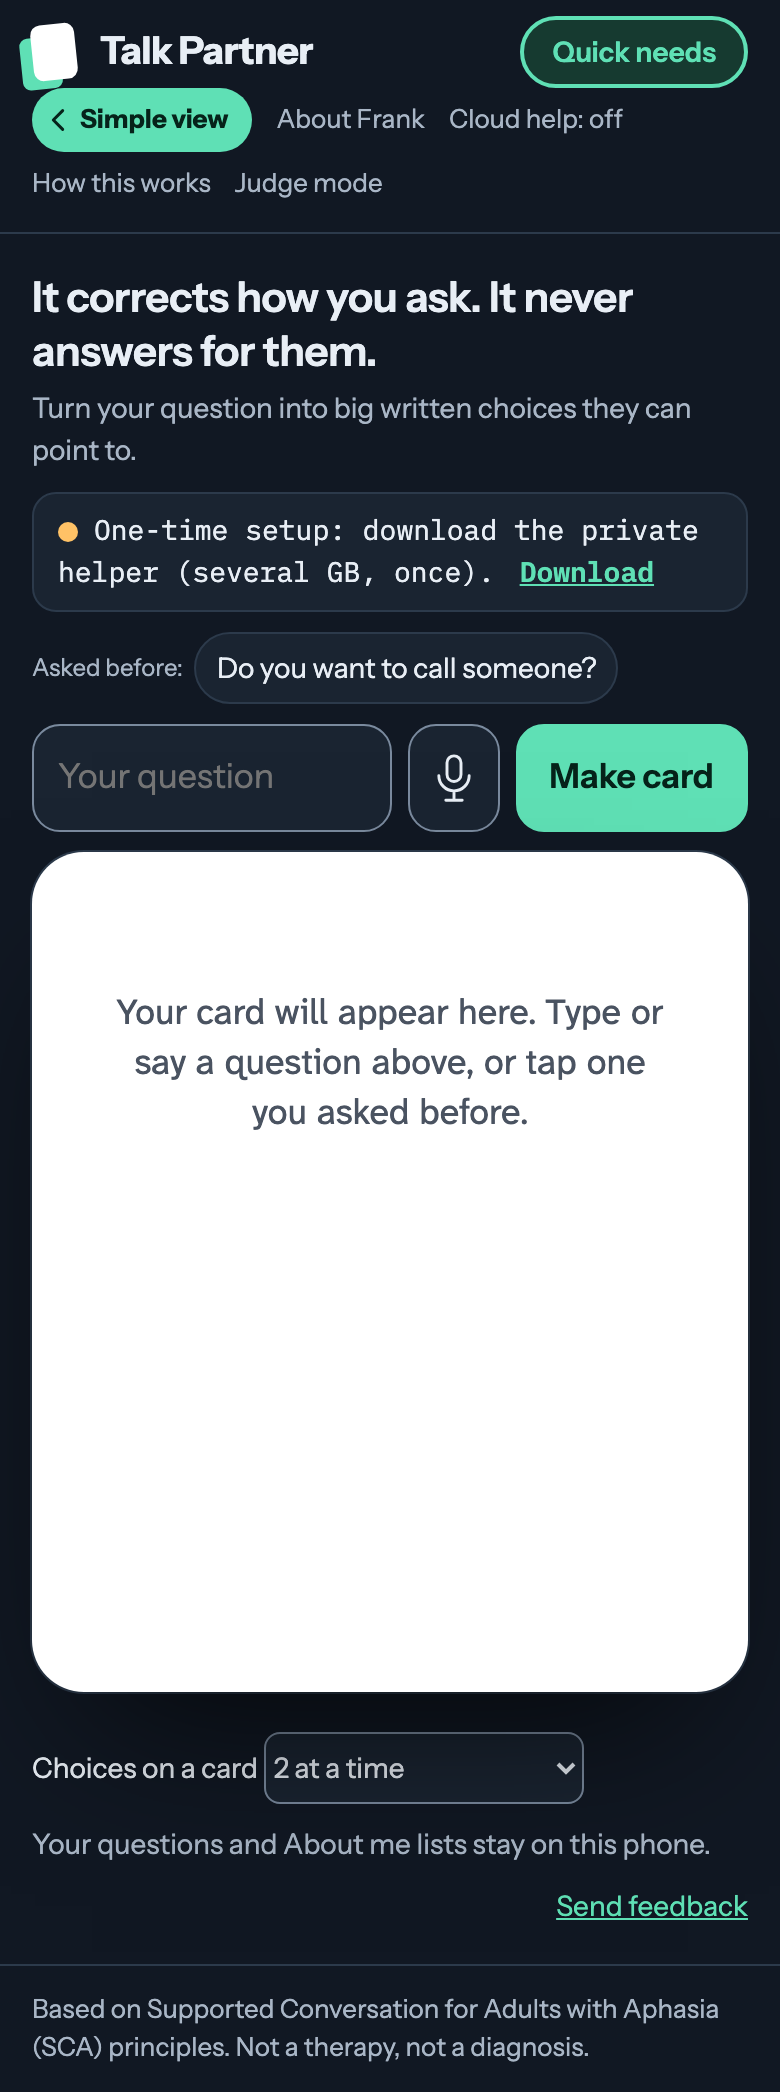 Talk Partner
Quick needs
Simple view
About Frank
Cloud help: off
How this works
Judge mode
It corrects how you ask. It never
answers for them.
Turn your question into big written choices they can
point to.
One-time setup: download the private
helper (several GB, once). Download
Asked before:
Do you want to call someone?
Your question
Make card
Your card will appear here. Type or
say a question above, or tap one
you asked before.
Choices on a card
2 at a time
Your questions and About me lists stay on this phone.
Send feedback
Based on Supported Conversation for Adults with Aphasia
(SCA) principles. Not a therapy, not a diagnosis.